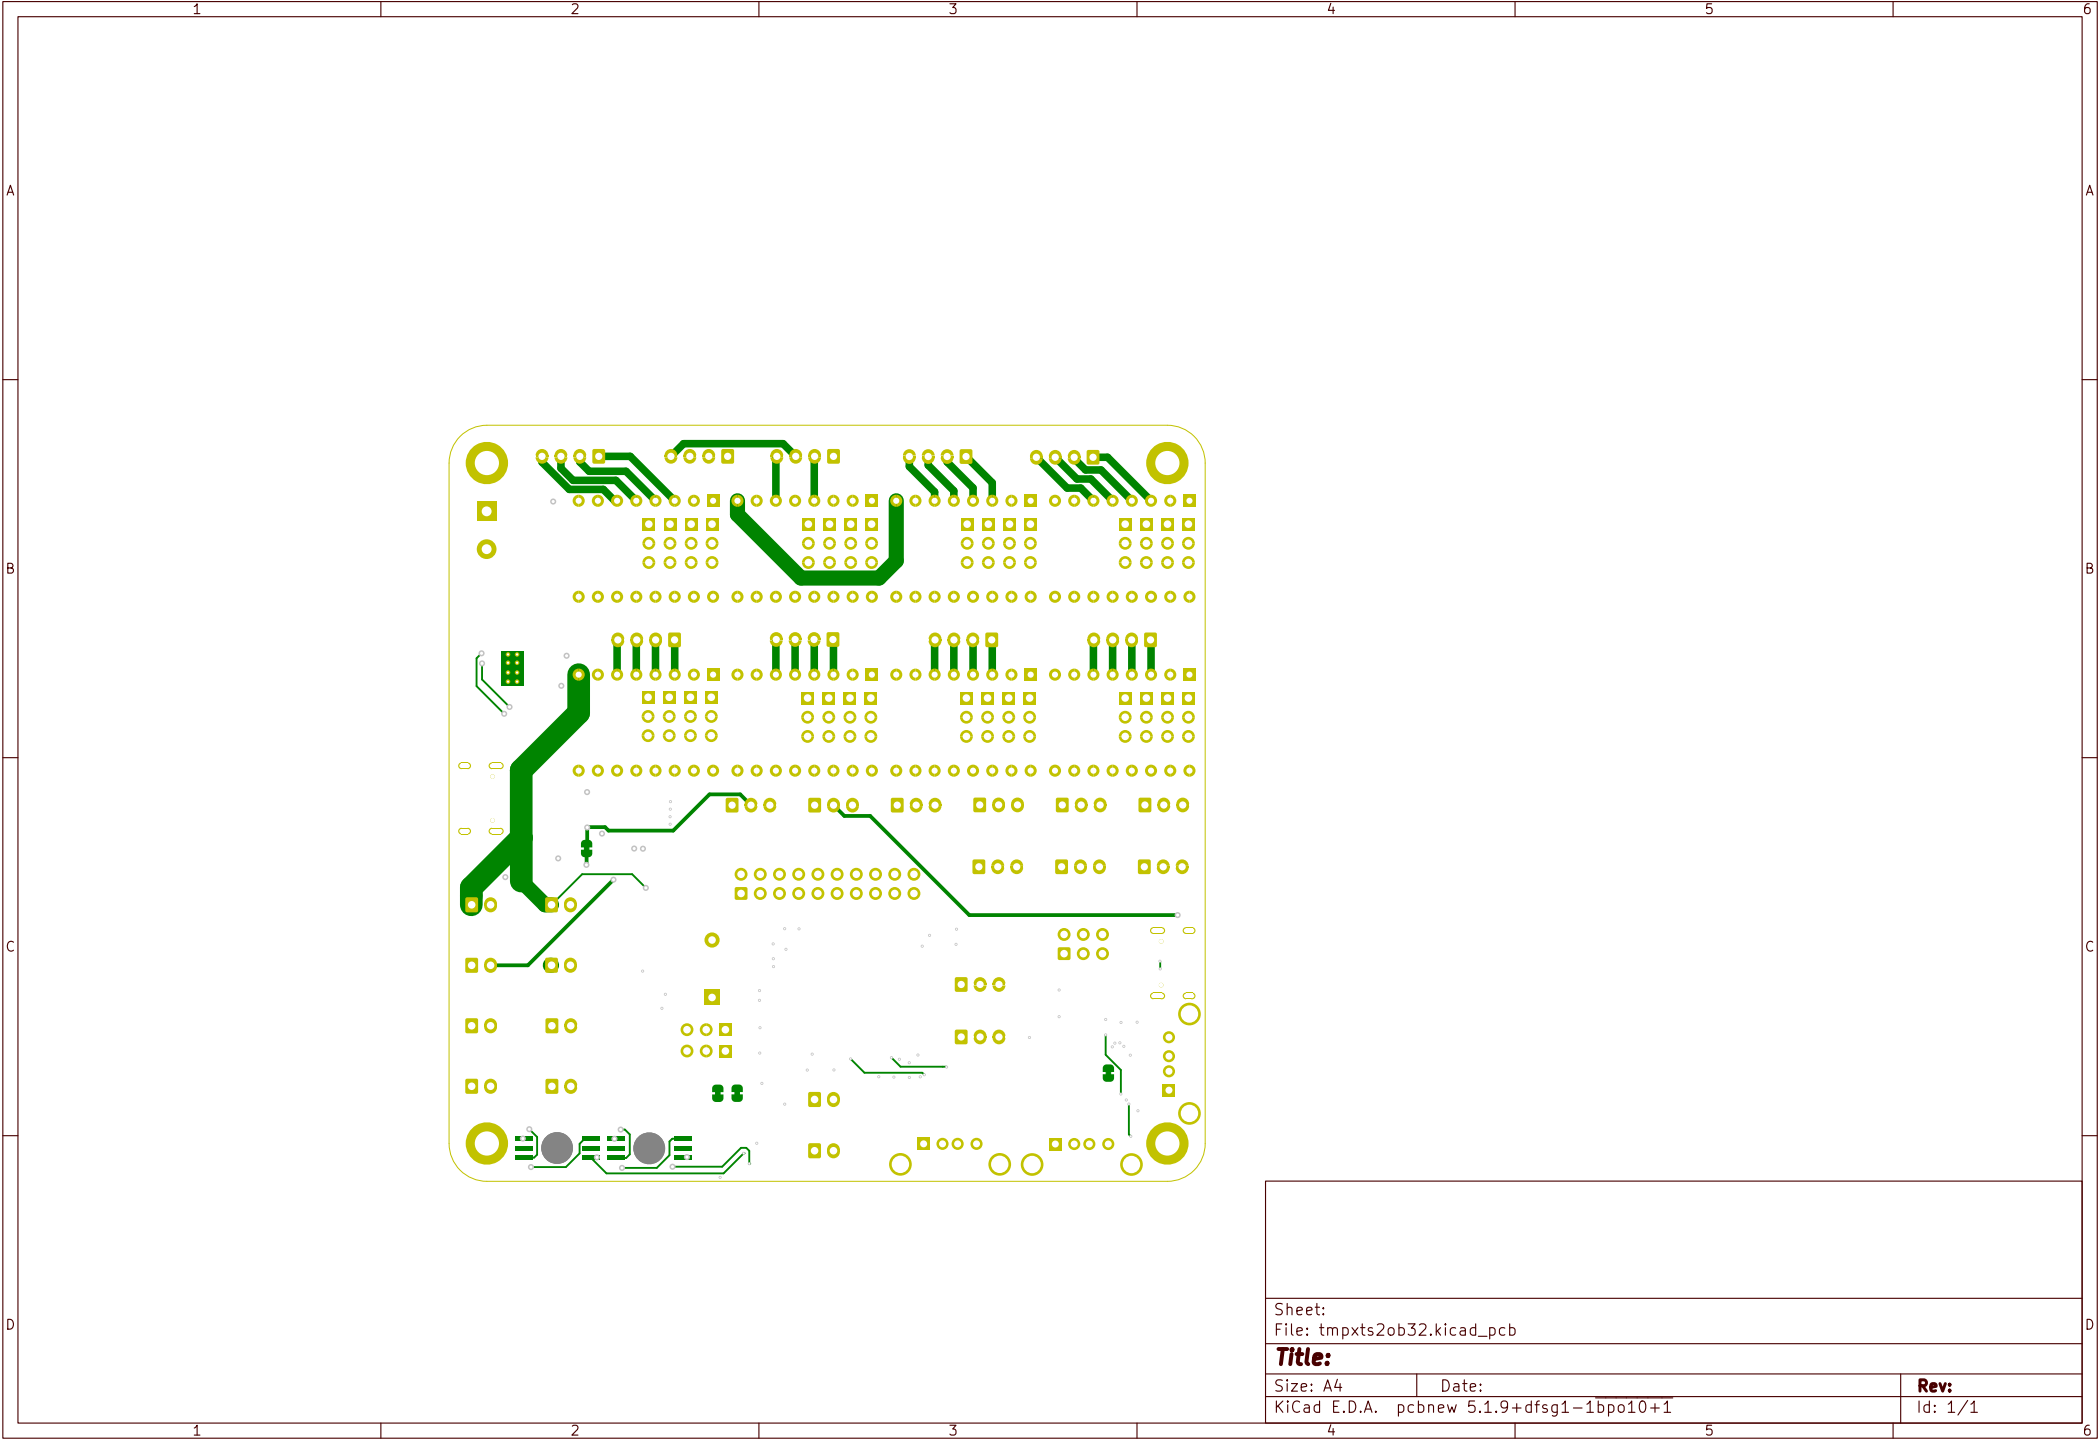 1 2 3 4 5 6
A A
B B
C C
D D
Sheet:
File: tmpxts2ob32.kicad_pcb
Title:
Size: A4 Date: Rev:
KiCad E.D.A. pcbnew 5.1.9+dfsg1-1bpo10+1 Id: 1/1
1 2 3 4 5 6